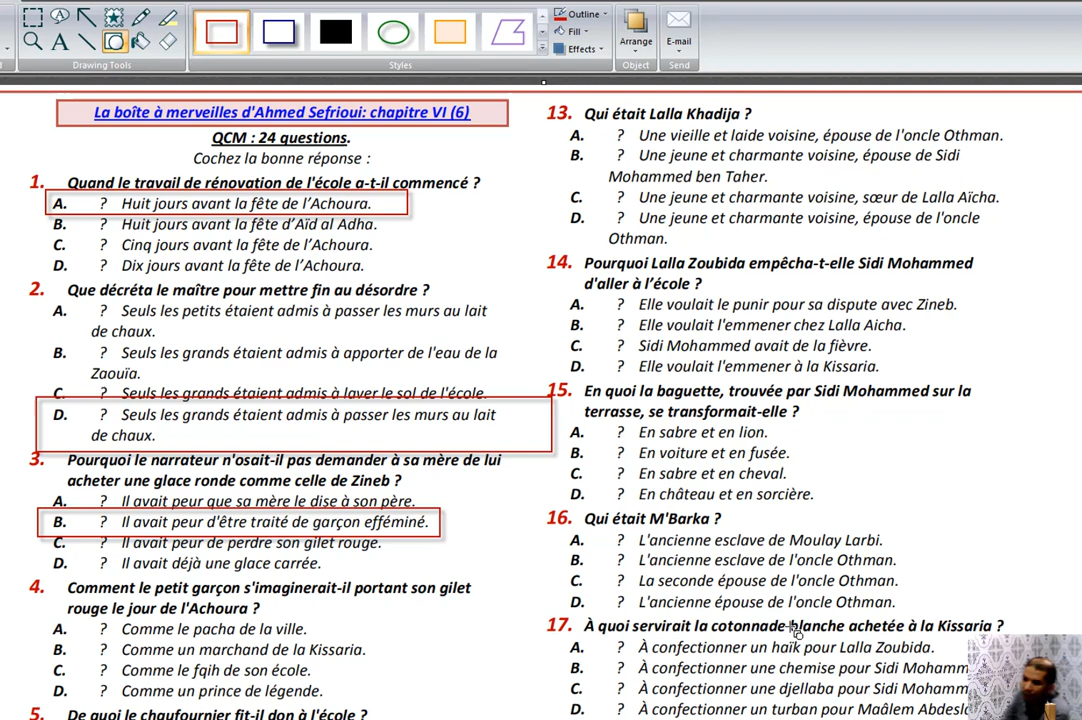 Outline
Fill
Effects
Arrange
E-mail
Drawing Tools
Styles
Object
Send
La boîte à merveilles d'Ahmed Sefrioui: chapitre VI (6)
QCM : 24 questions.
Cochez la bonne réponse :
1. Quand le travail de rénovation de l'école a-t-il commencé ?
A. ? Huit jours avant la fête de l'Achoura.
B. ? Huit jours avant la fête d'Aïd al Adha.
C. ? Cinq jours avant la fête de l'Achoura.
D. ? Dix jours avant la fête de l'Achoura.
2. Que décréta le maître pour mettre fin au désordre ?
A. ? Seuls les petits étaient admis à passer les murs au lait
de chaux.
B. ? Seuls les grands étaient admis à apporter de l'eau de la
Zaouïa.
C. ? Seuls les grands étaient admis à laver le sol de l'école.
D. ? Seuls les grands étaient admis à passer les murs au lait
de chaux.
3. Pourquoi le narrateur n'osait-il pas demander à sa mère de lui
acheter une glace ronde comme celle de Zineb ?
A. ? Il avait peur que sa mère le dise à son père.
B. ? Il avait peur d'être traité de garçon efféminé.
C. ? Il avait peur de perdre son gilet rouge.
D. ? Il avait déjà une glace carrée.
4. Comment le petit garçon s'imaginerait-il portant son gilet
rouge le jour de l'Achoura ?
A. ? Comme le pacha de la ville.
B. ? Comme un marchand de la Kissaria.
C. ? Comme le fqih de son école.
D. ? Comme un prince de légende.
5. De quoi le chaufournier fit-il don à l'école ?
13. Qui était Lalla Khadija ?
A. ? Une vieille et laide voisine, épouse de l'oncle Othman.
B. ? Une jeune et charmante voisine, épouse de Sidi
Mohammed ben Taher.
C. ? Une jeune et charmante voisine, sœur de Lalla Aïcha.
D. ? Une jeune et charmante voisine, épouse de l'oncle
Othman.
14. Pourquoi Lalla Zoubida empêcha-t-elle Sidi Mohammed
d'aller à l'école ?
A. ? Elle voulait le punir pour sa dispute avec Zineb.
B. ? Elle voulait l'emmener chez Lalla Aicha.
C. ? Sidi Mohammed avait de la fièvre.
D. ? Elle voulait l'emmener à la Kissaria.
15. En quoi la baguette, trouvée par Sidi Mohammed sur la
terrasse, se transformait-elle ?
A. ? En sabre et en lion.
B. ? En voiture et en fusée.
C. ? En sabre et en cheval.
D. ? En château et en sorcière.
16. Qui était M'Barka ?
A. ? L'ancienne esclave de Moulay Larbi.
B. ? L'ancienne esclave de l'oncle Othman.
C. ? La seconde épouse de l'oncle Othman.
D. ? L'ancienne épouse de l'oncle Othman.
17. À quoi servirait la cotonnade blanche achetée à la Kissaria ?
A. ? À confectionner un haïk pour Lalla Zoubida.
B. ? À confectionner une chemise pour Sidi Mohamm
C. ? À confectionner une djellaba pour Sidi Mohamm
D. ? À confectionner un turban pour Maâlem Abdesla